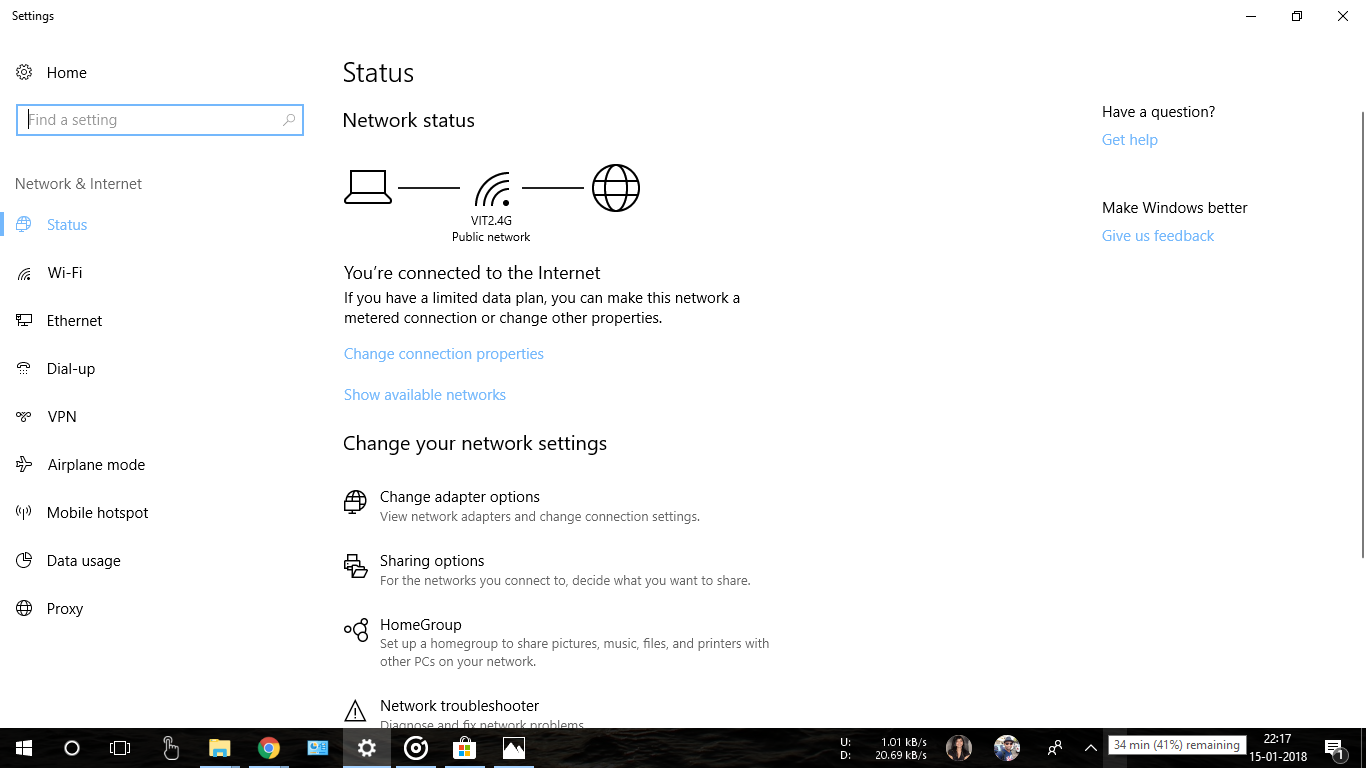 Settings
Home
Find a setting
Network & Internet
Status
Wi-Fi
Ethernet
Dial-up
VPN
Airplane mode
Mobile hotspot
Data usage
Proxy
Status
Network status
VIT2.4G
Public network
You're connected to the Internet
If you have a limited data plan, you can make this network a
metered connection or change other properties.
Change connection properties
Show available networks
Change your network settings
Change adapter options
View network adapters and change connection settings.
Sharing options
For the networks you connect to, decide what you want to share.
HomeGroup
Set up a homegroup to share pictures, music, files, and printers with
other PCs on your network.
Network troubleshooter
Diagnose and fix network problems.
Have a question?
Get help
Make Windows better
Give us feedback
U: 1.01 kB/s
D: 20.69 kB/s
34 min (41%) remaining
22:17
15-01-2018
1